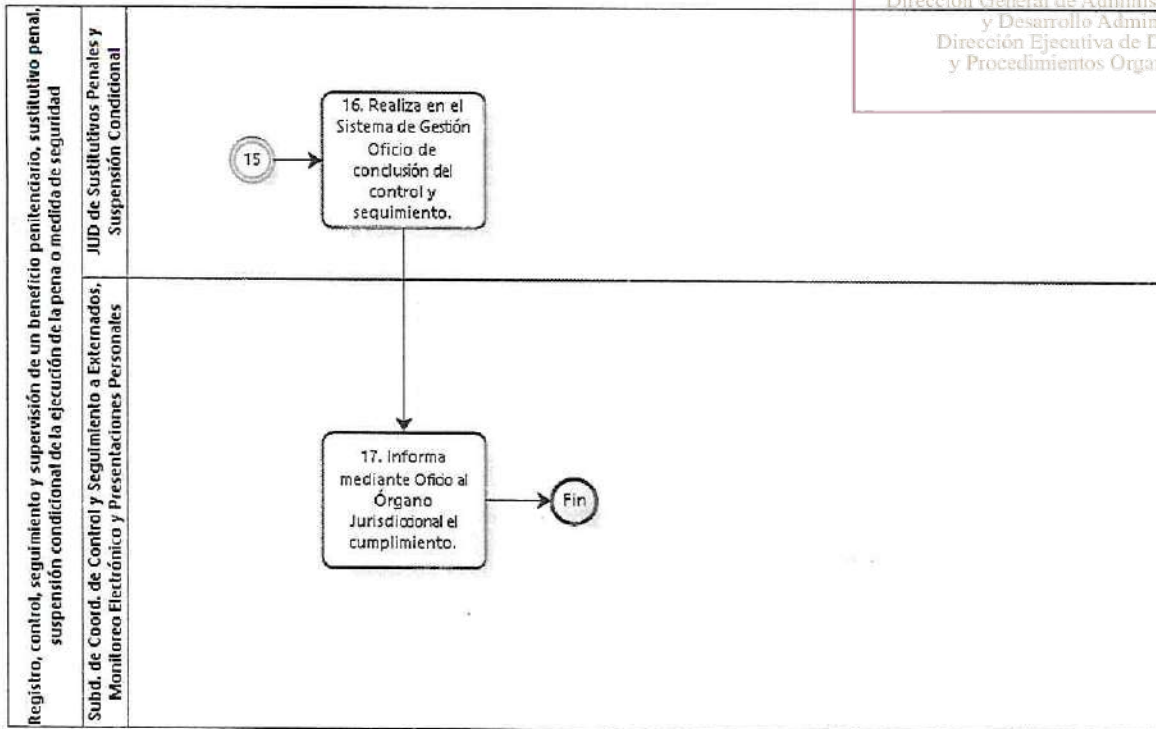 Dirección General de
y Desarrollo
Dirección Ejecutiva de
y Procedimientos
Registro, control, seguimiento y supervisión de un beneficio penitenciario, sustitutivo penal,
suspensión condicional de la ejecución de la pena o medida de seguridad
JUD de Sustitutivos Penales y
Suspensión Condicional
15
16. Realiza en el
Sistema de Gestión
Oficio de
conclusión del
control y
seguimiento.
Subd. de Coord. de Control y Seguimiento a Externados,
Monitoreo Electrónico y Presentaciones Personales
17. Informa
mediante Oficio al
Órgano
Jurisdiccional el
cumplimiento.
Fin